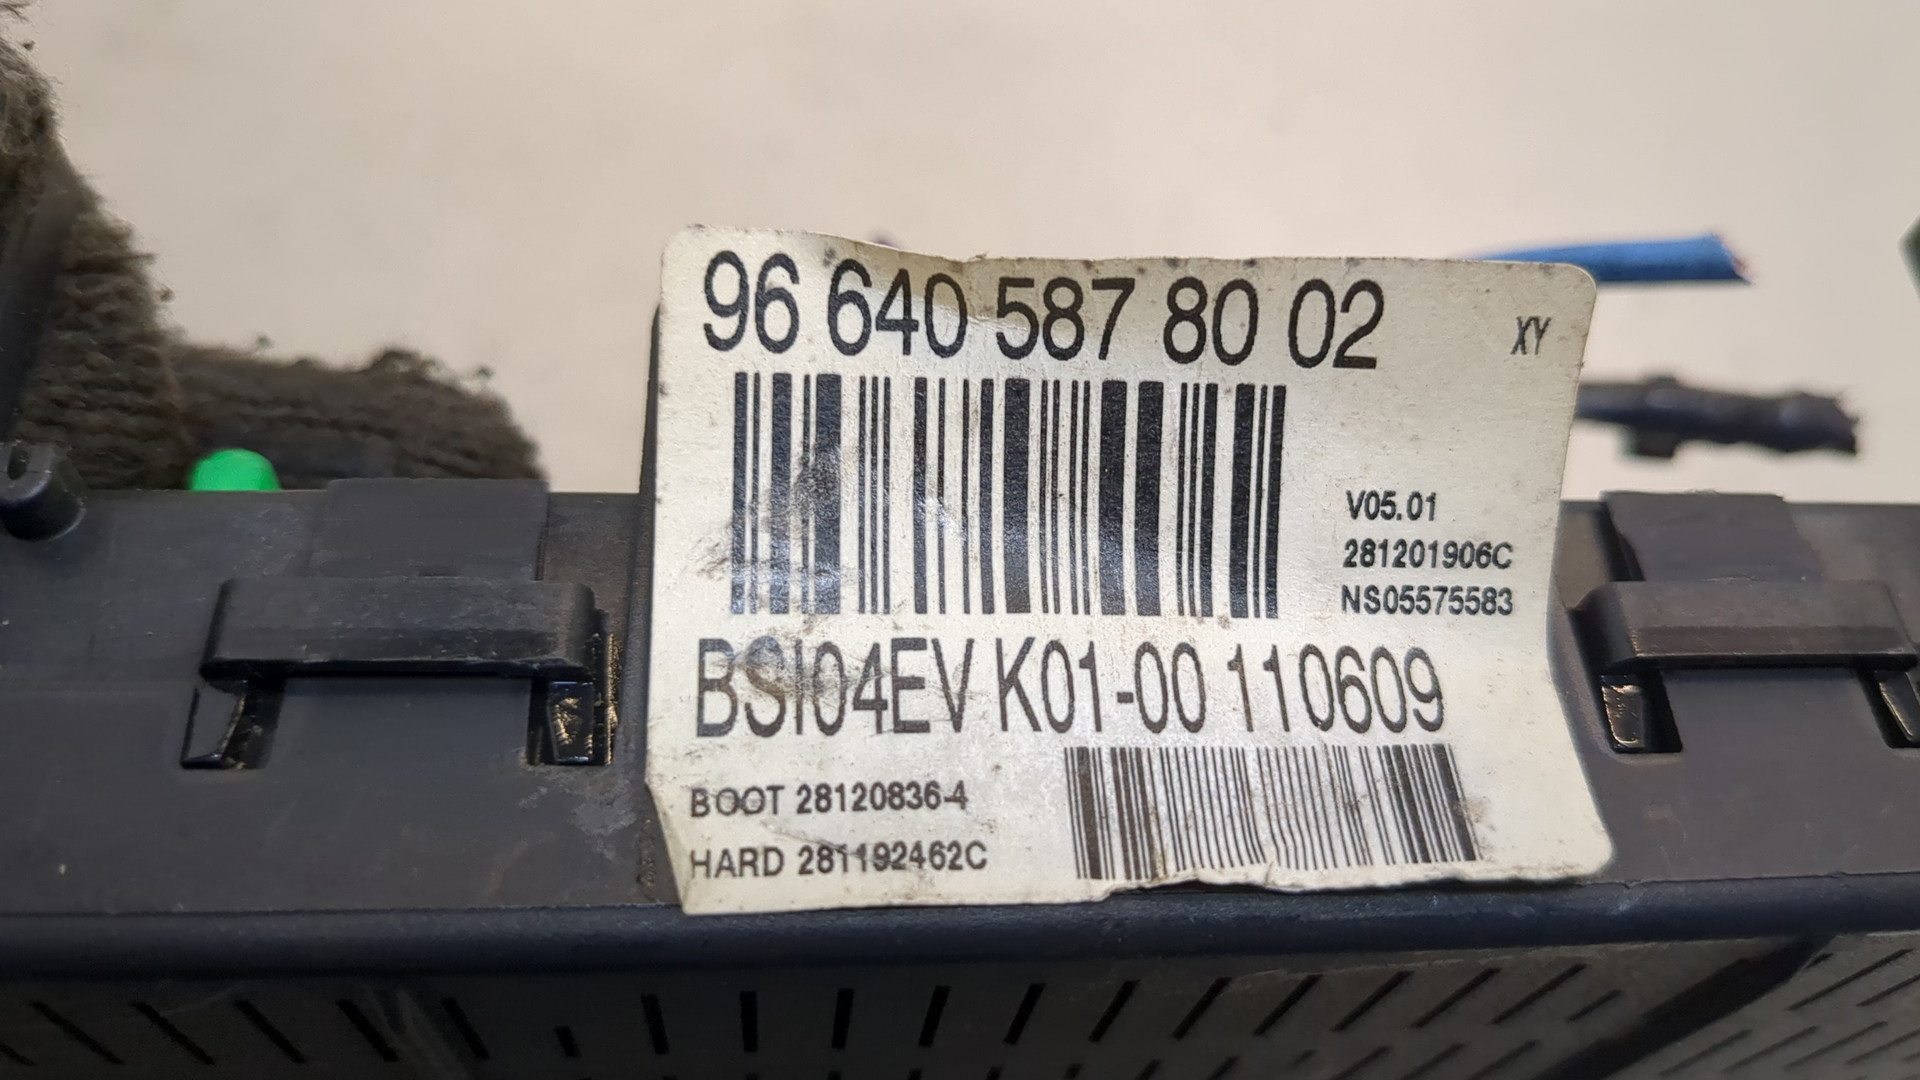 96 640 587 80 02
XY
V05.01
281201906C
NS05575583
BSI04EV K01-00 110609
BOOT 28120836-4
HARD 281192462C